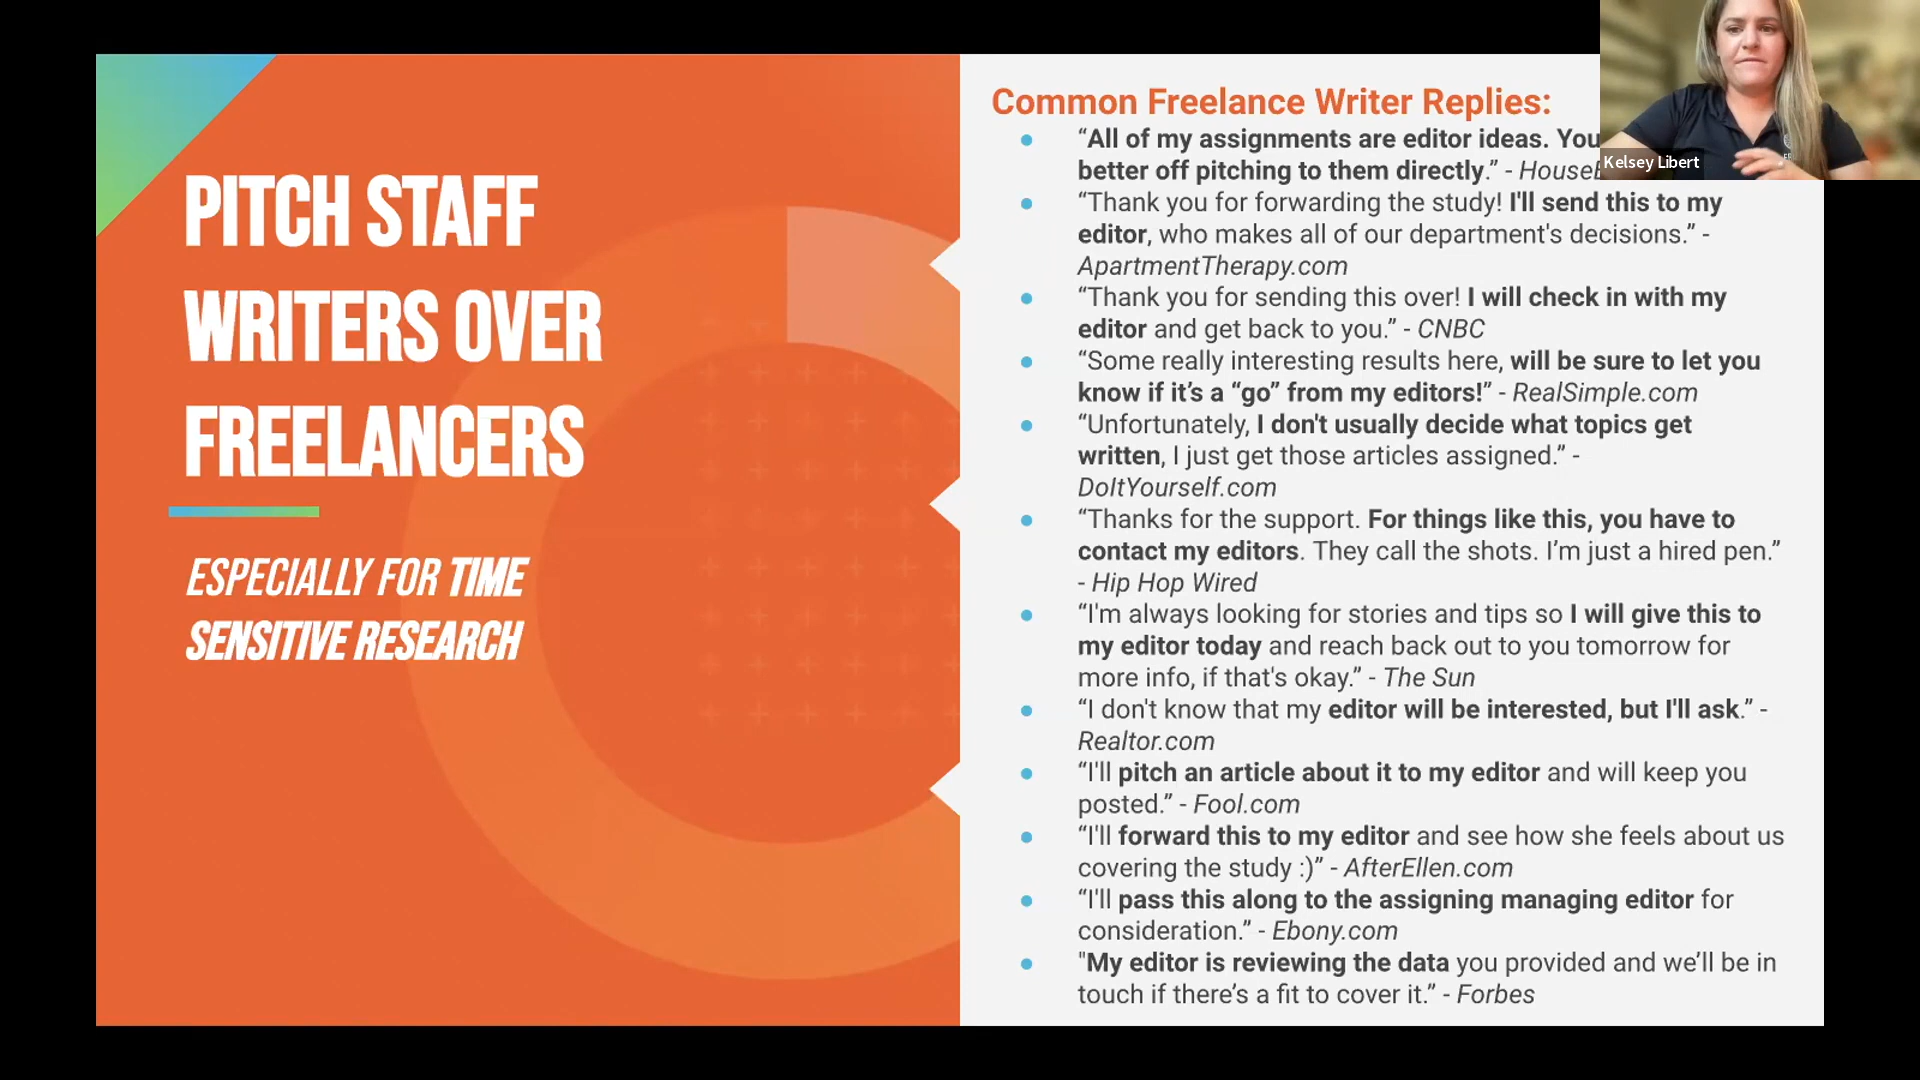 PITCH STAFF
WRITERS OVER
FREELANCERS
ESPECIALLY FOR TIME
SENSITIVE RESEARCH
Common Freelance Writer Replies:
“All of my assignments are editor ideas. You
better off pitching to them directly.” -
“Thank you for forwarding the study! I'll send this to my
editor, who makes all of our department's decisions.” -
ApartmentTherapy.com
“Thank you for sending this over! I will check in with my
editor and get back to you.” - CNBC
“Some really interesting results here, will be sure to let you
know if it’s a “go” from my editors!” - RealSimple.com
“Unfortunately, I don't usually decide what topics get
written, I just get those articles assigned.” -
DoItYourself.com
“Thanks for the support. For things like this, you have to
contact my editors. They call the shots. I’m just a hired pen.”
- Hip Hop Wired
“I'm always looking for stories and tips so I will give this to
my editor today and reach back out to you tomorrow for
more info, if that's okay.” - The Sun
“I don't know that my editor will be interested, but I'll ask.” -
Realtor.com
“I'll pitch an article about it to my editor and will keep you
posted.” - Fool.com
“I'll forward this to my editor and see how she feels about us
covering the study :)” - AfterEllen.com
“I'll pass this along to the assigning managing editor for
consideration.” - Ebony.com
"My editor is reviewing the data you provided and we’ll be in
touch if there’s a fit to cover it.” - Forbes
Kelsey Libert